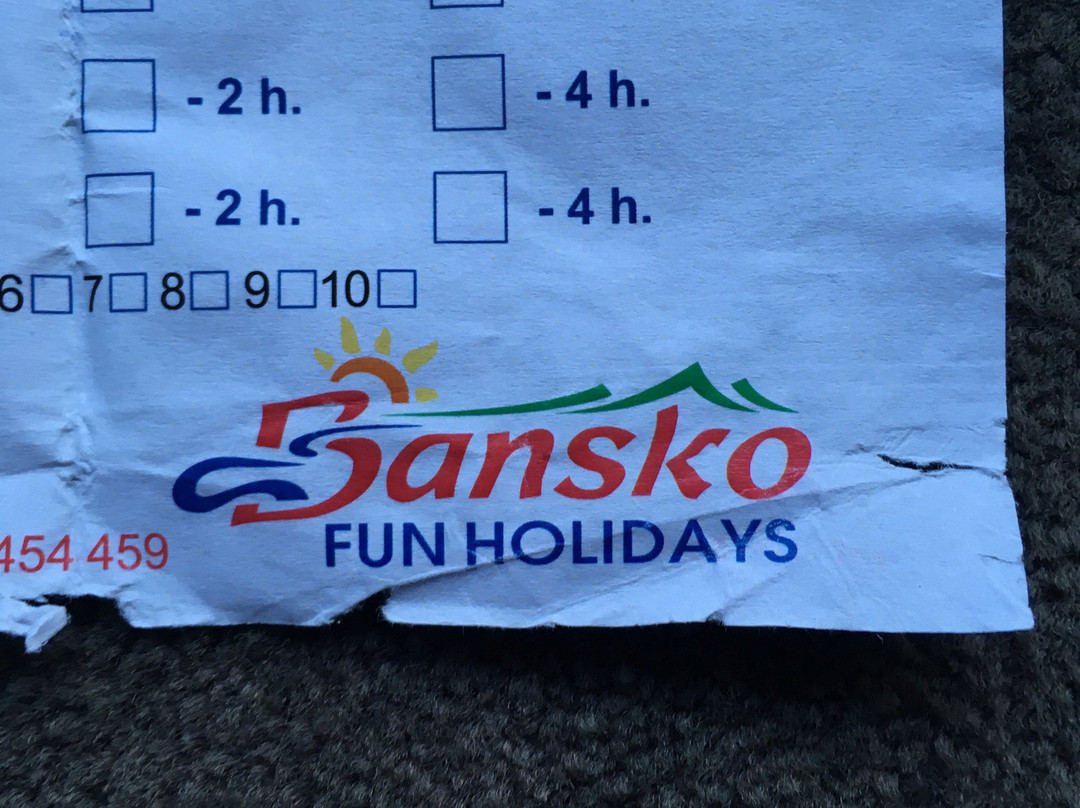 - 2 h. - 4 h.
- 2 h. - 4 h.
6 7 8 9 10
Bansko
454 459 FUN HOLIDAYS